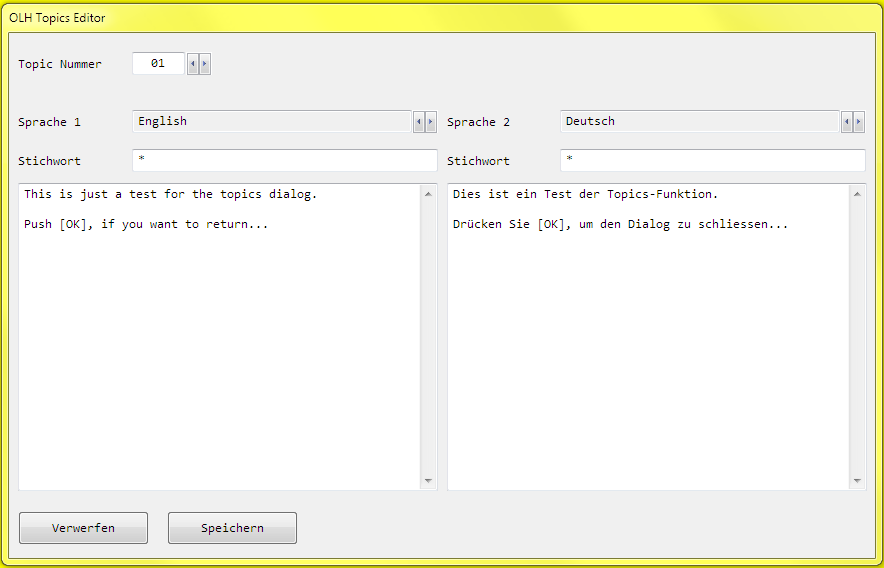 OLH Topics Editor
Topic Nummer 01
Sprache 1 English
Sprache 2 Deutsch
Stichwort *
Stichwort *
This is just a test for the topics dialog.
Push [OK], if you want to return...
Dies ist ein Test der Topics-Funktion.
Drücken Sie [OK], um den Dialog zu schliessen...
Verwerfen
Speichern